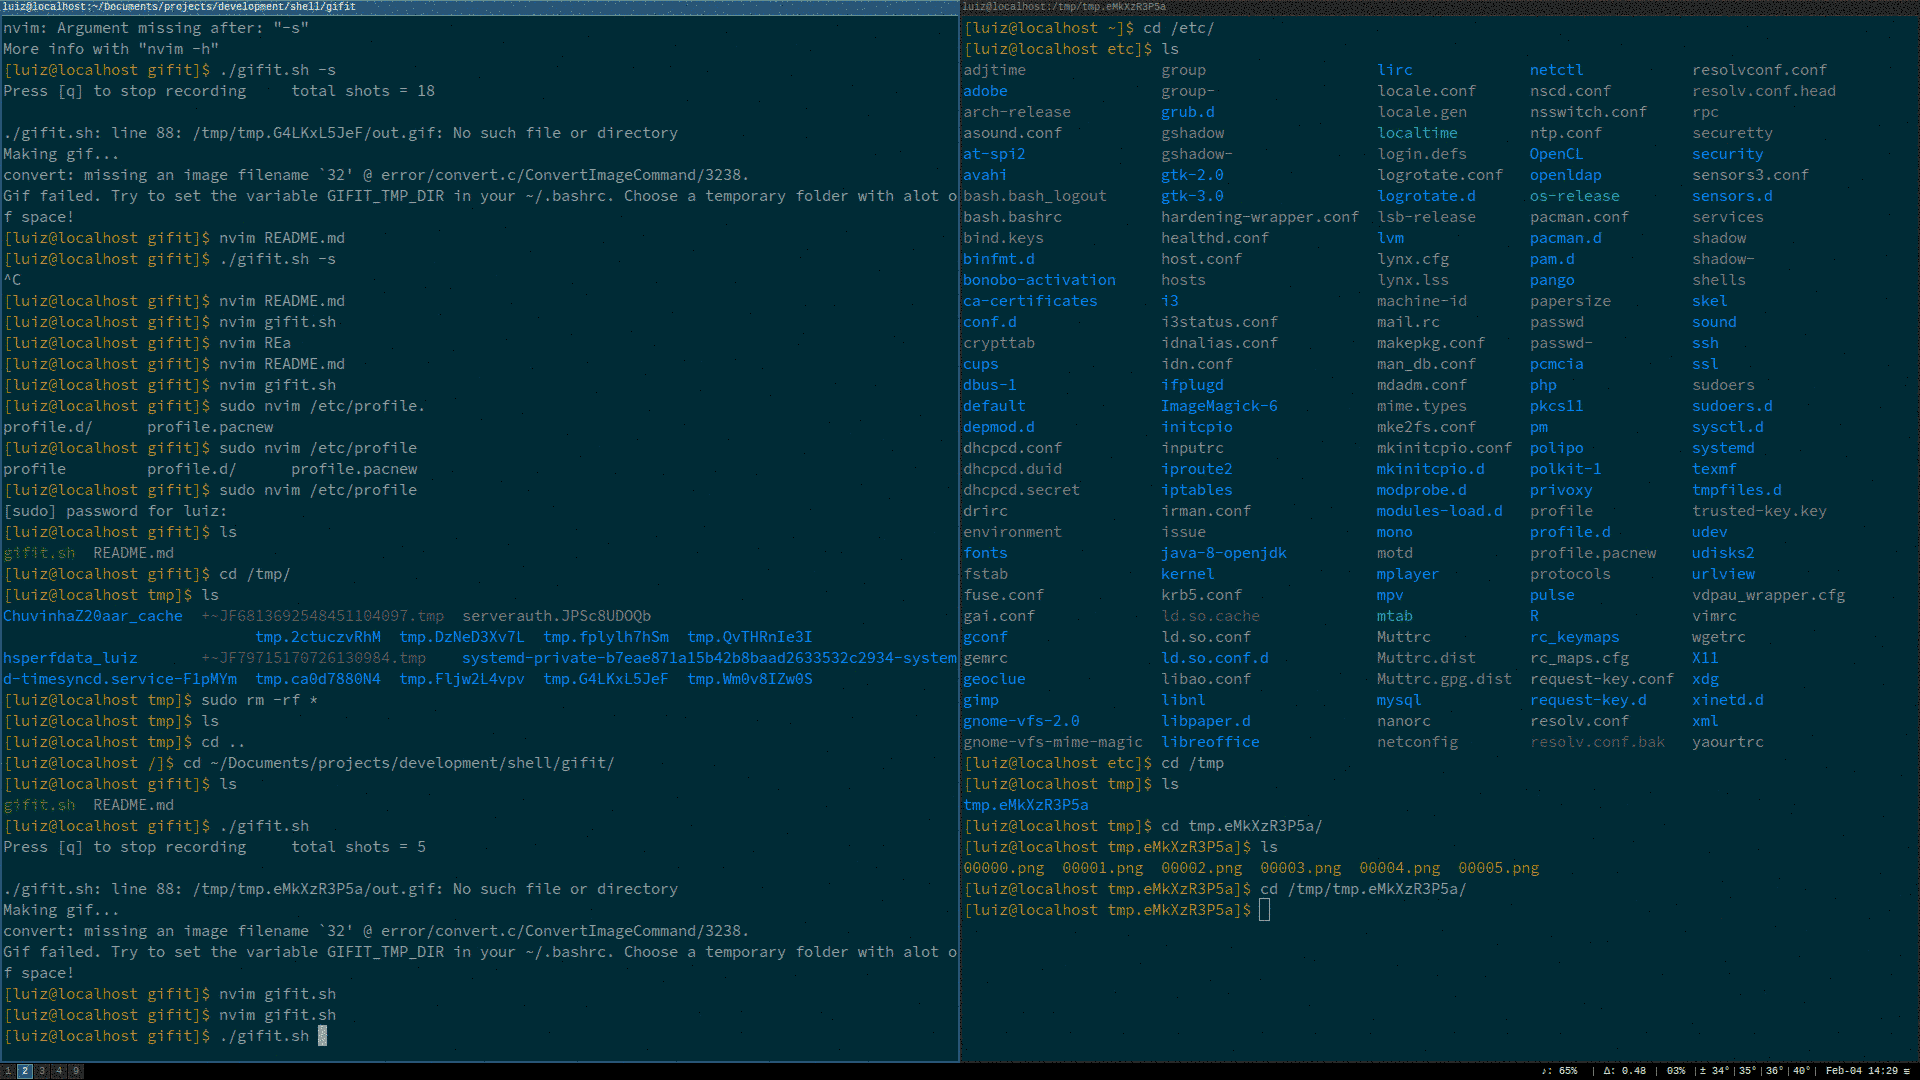 luiz@localhost:~/Documents/projects/development/shell/gifit
nvim: Argument missing after: "-s"
More info with "nvim -h"
[luiz@localhost gifit]$ ./gifit.sh -s
Press [q] to stop recording     total shots = 18
./gifit.sh: line 88: /tmp/tmp.G4LKxL5JeF/out.gif: No such file or directory
Making gif...
convert: missing an image filename `32' @ error/convert.c/ConvertImageCommand/3238.
Gif failed. Try to set the variable GIFIT_TMP_DIR in your ~/.bashrc. Choose a temporary folder with alot o
f space!
[luiz@localhost gifit]$ nvim README.md
[luiz@localhost gifit]$ ./gifit.sh -s
^C
[luiz@localhost gifit]$ nvim README.md
[luiz@localhost gifit]$ nvim gifit.sh
[luiz@localhost gifit]$ nvim REa
[luiz@localhost gifit]$ nvim README.md
[luiz@localhost gifit]$ nvim gifit.sh
[luiz@localhost gifit]$ sudo nvim /etc/profile.
profile.d/      profile.pacnew
[luiz@localhost gifit]$ sudo nvim /etc/profile
profile         profile.d/      profile.pacnew
[luiz@localhost gifit]$ sudo nvim /etc/profile
[sudo] password for luiz:
[luiz@localhost gifit]$ ls
gifit.sh  README.md
[luiz@localhost gifit]$ cd /tmp/
[luiz@localhost tmp]$ ls
ChuvinhaZ20aar_cache  +~JF6813692548451104097.tmp  serverauth.JPSc8UDOQb
tmp.2ctuczvRhM  tmp.DzNeD3Xv7L  tmp.fplylh7hSm  tmp.QvTHRnIe3I
hsperfdata_luiz       +~JF79715170726130984.tmp    systemd-private-b7eae871a15b42b8baad2633532c2934-system
d-timesyncd.service-F1pMYm  tmp.ca0d7880N4  tmp.Fljw2L4vpv  tmp.G4LKxL5JeF  tmp.Wm0v8IZw0S
[luiz@localhost tmp]$ sudo rm -rf *
[luiz@localhost tmp]$ ls
[luiz@localhost tmp]$ cd ..
[luiz@localhost /]$ cd ~/Documents/projects/development/shell/gifit/
[luiz@localhost gifit]$ ls
gifit.sh  README.md
[luiz@localhost gifit]$ ./gifit.sh
Press [q] to stop recording     total shots = 5
./gifit.sh: line 88: /tmp/tmp.eMkXzR3P5a/out.gif: No such file or directory
Making gif...
convert: missing an image filename `32' @ error/convert.c/ConvertImageCommand/3238.
Gif failed. Try to set the variable GIFIT_TMP_DIR in your ~/.bashrc. Choose a temporary folder with alot o
f space!
[luiz@localhost gifit]$ nvim gifit.sh
[luiz@localhost gifit]$ nvim gifit.sh
[luiz@localhost gifit]$ ./gifit.sh
luiz@localhost:/tmp/tmp.eMkXzR3P5a
[luiz@localhost ~]$ cd /etc/
[luiz@localhost etc]$ ls
adjtime  group  lirc  netctl  resolvconf.conf
adobe  group-  locale.conf  nscd.conf  resolv.conf.head
arch-release  grub.d  locale.gen  nsswitch.conf  rpc
asound.conf  gshadow  localtime  ntp.conf  securetty
at-spi2  gshadow-  login.defs  OpenCL  security
avahi  gtk-2.0  logrotate.conf  openldap  sensors3.conf
bash.bash_logout  gtk-3.0  logrotate.d  os-release  sensors.d
bash.bashrc  hardening-wrapper.conf  lsb-release  pacman.conf  services
bind.keys  healthd.conf  lvm  pacman.d  shadow
binfmt.d  host.conf  lynx.cfg  pam.d  shadow-
bonobo-activation  hosts  lynx.lss  pango  shells
ca-certificates  i3  machine-id  papersize  skel
conf.d  i3status.conf  mail.rc  passwd  sound
crypttab  idnalias.conf  makepkg.conf  passwd-  ssh
cups  idn.conf  man_db.conf  pcmcia  ssl
dbus-1  ifplugd  mdadm.conf  php  sudoers
default  ImageMagick-6  mime.types  pkcs11  sudoers.d
depmod.d  initcpio  mke2fs.conf  pm  sysctl.d
dhcpcd.conf  inputrc  mkinitcpio.conf  polipo  systemd
dhcpcd.duid  iproute2  mkinitcpio.d  polkit-1  texmf
dhcpcd.secret  iptables  modprobe.d  privoxy  tmpfiles.d
drirc  irman.conf  modules-load.d  profile  trusted-key.key
environment  issue  mono  profile.d  udev
fonts  java-8-openjdk  motd  profile.pacnew  udisks2
fstab  kernel  mplayer  protocols  urlview
fuse.conf  krb5.conf  mpv  pulse  vdpau_wrapper.cfg
gai.conf  ld.so.cache  mtab  R  vimrc
gconf  ld.so.conf  Muttrc  rc_keymaps  wgetrc
gemrc  ld.so.conf.d  Muttrc.dist  rc_maps.cfg  X11
geoclue  libao.conf  Muttrc.gpg.dist  request-key.conf  xdg
gimp  libnl  mysql  request-key.d  xinetd.d
gnome-vfs-2.0  libpaper.d  nanorc  resolv.conf  xml
gnome-vfs-mime-magic  libreoffice  netconfig  resolv.conf.bak  yaourtrc
[luiz@localhost etc]$ cd /tmp
[luiz@localhost tmp]$ ls
tmp.eMkXzR3P5a
[luiz@localhost tmp]$ cd tmp.eMkXzR3P5a/
[luiz@localhost tmp.eMkXzR3P5a]$ ls
00000.png  00001.png  00002.png  00003.png  00004.png  00005.png
[luiz@localhost tmp.eMkXzR3P5a]$ cd /tmp/tmp.eMkXzR3P5a/
[luiz@localhost tmp.eMkXzR3P5a]$
1 2 3 4 9
♪: 65% | Δ: 0.48 | 03% |± 34°|35°|36°|40°| Feb-04 14:29